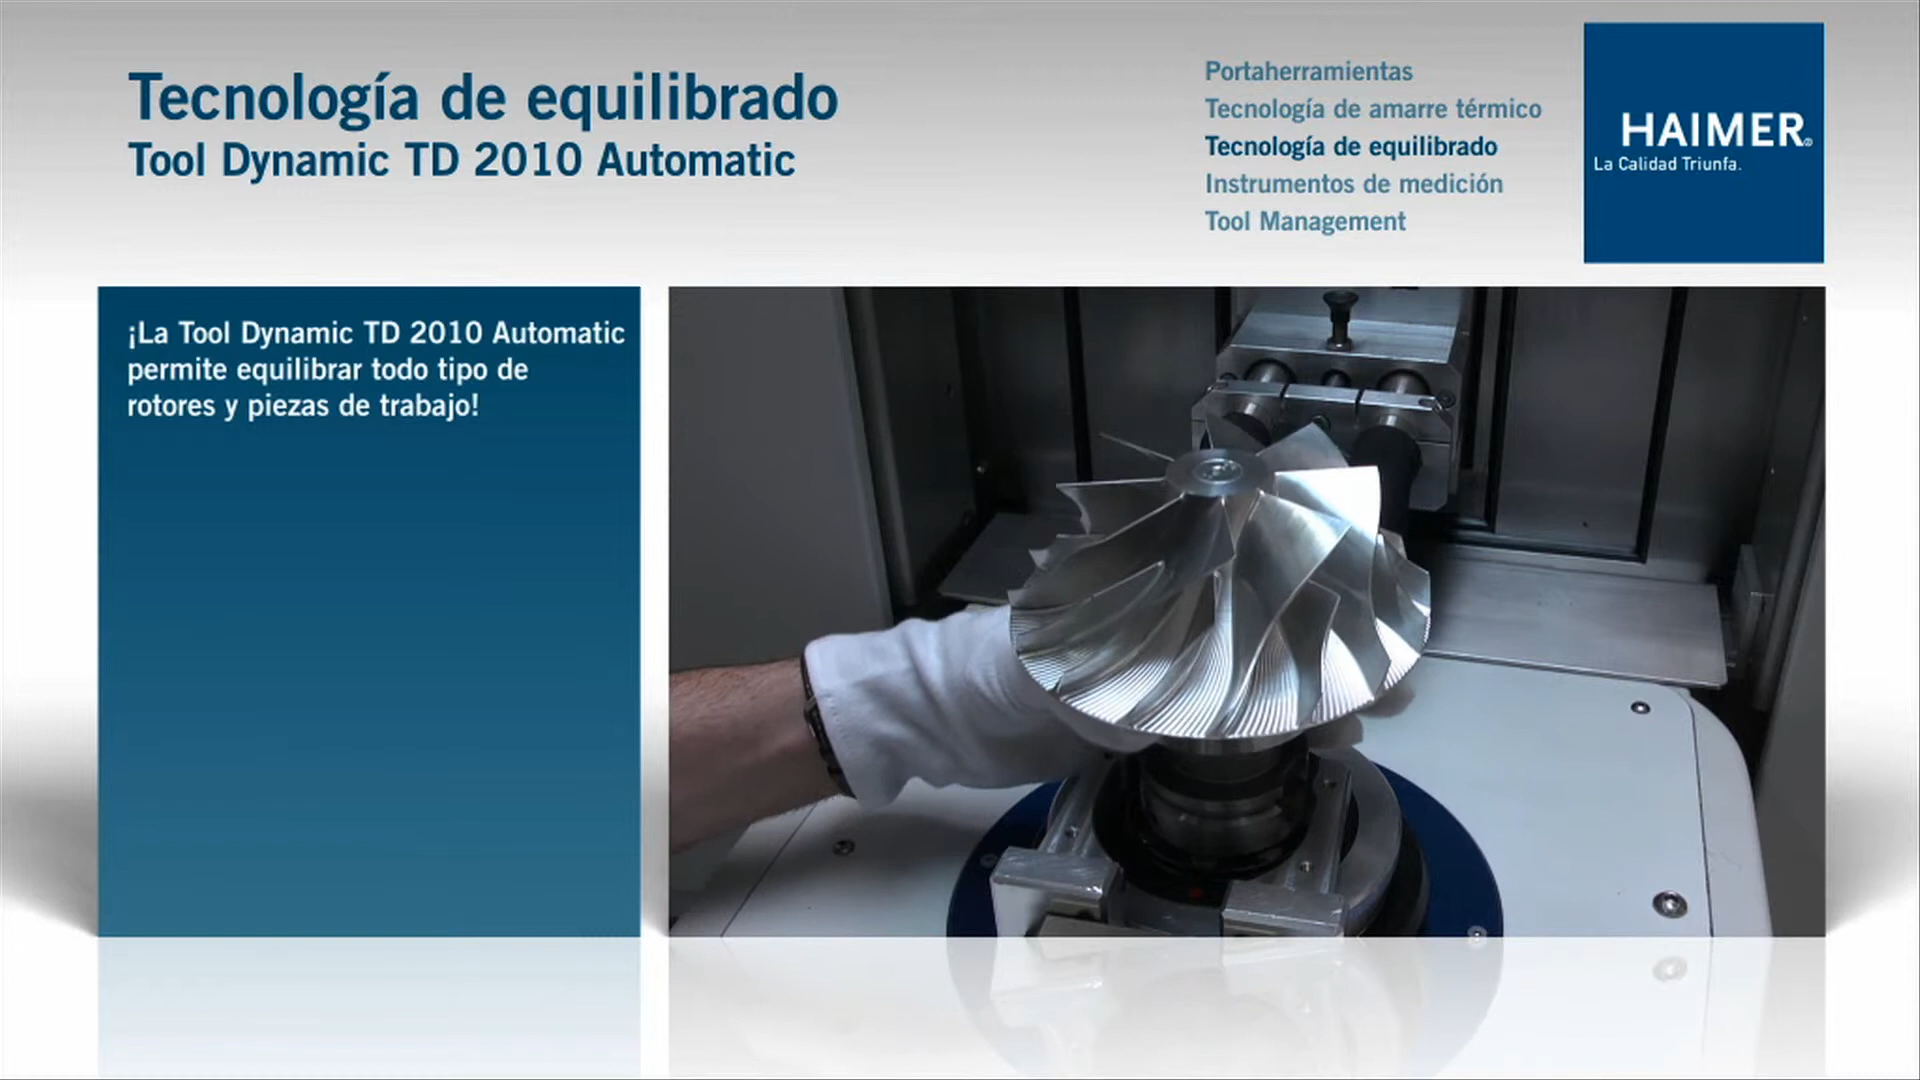 Tecnología de equilibrado
Tool Dynamic TD 2010 Automatic
Portaherramientas
Tecnología de amarre térmico
Tecnología de equilibrado
Instrumentos de medición
Tool Management
HAIMER®
La Calidad Triunfa.
¡La Tool Dynamic TD 2010 Automatic
permite equilibrar todo tipo de
rotores y piezas de trabajo!